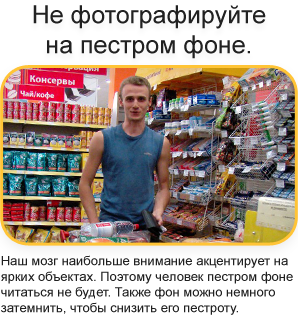 Не фотографируйте
на пестром фоне.
Консервы
Чай/кофе
Наш мозг наибольше внимание акцентирует на
ярких объектах. Поэтому человек пестром фоне
читаться не будет. Также фон можно немного
затемнить, чтобы снизить его пестроту.